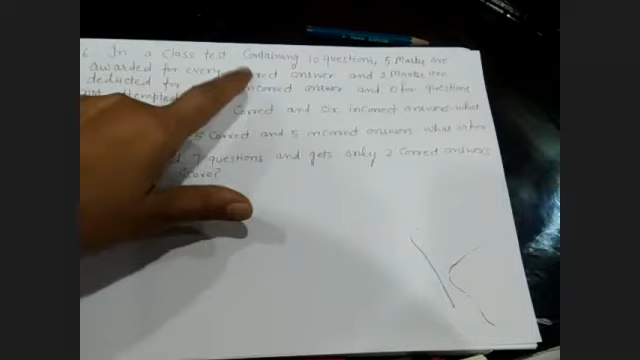 6. In a class test containing 10 questions, 5 Marks are
awarded for every correct answer and 2 Marks are
deducted for incorrect answer and 0 for questions
not attempted
correct and six incorrect answers what
5 correct and 5 incorrect answers what is her
7 questions and gets only 2 correct answers
score?